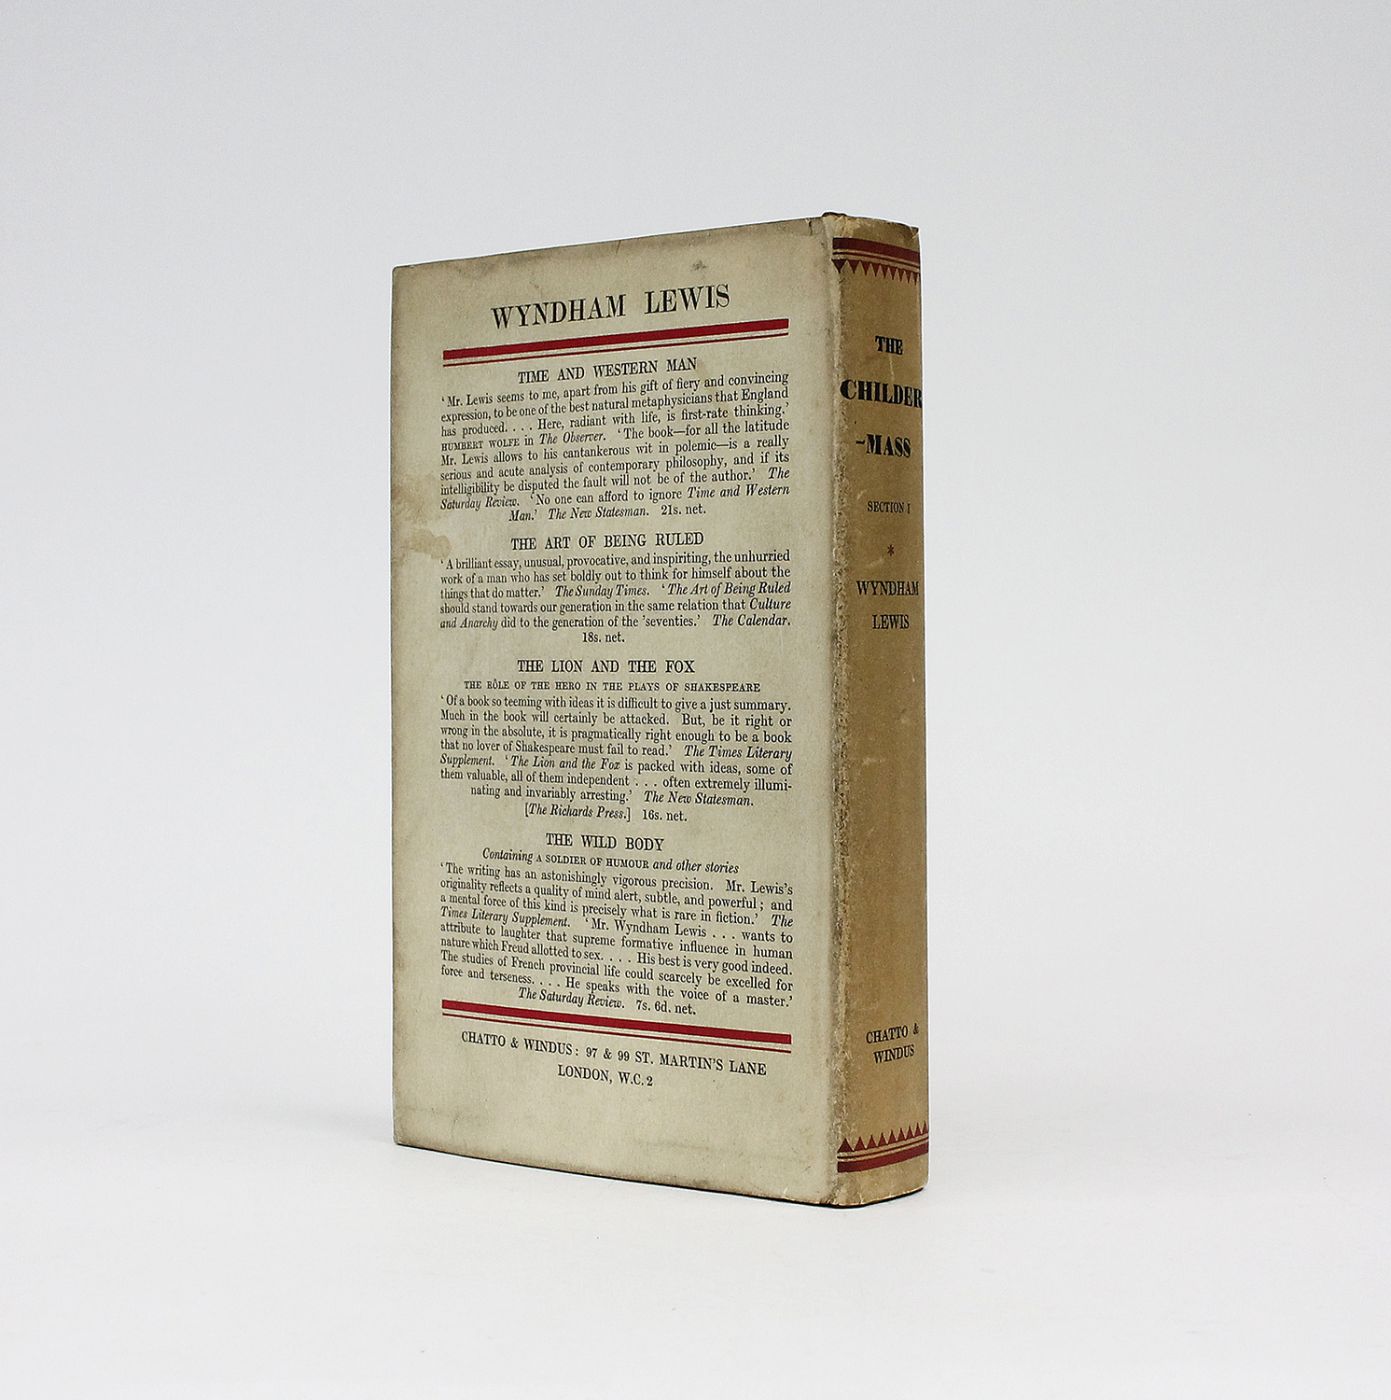 WYNDHAM LEWIS
TIME AND WESTERN MAN
‘Mr. Lewis seems to me, apart from his gift of fiery and convincing
expression, to be one of the best natural metaphysicians that England
has produced. . . . Here, radiant with life, is first-rate thinking.’
HUMBERT WOLFE in The Observer. ‘The book—for all the latitude
Mr. Lewis allows to his cantankerous wit in polemic—is a really
serious and acute analysis of contemporary philosophy, and if its
intelligibility be disputed the fault will not be of the author.’ The
Saturday Review. ‘No one can afford to ignore Time and Western
Man.’ The New Statesman. 21s. net.
THE ART OF BEING RULED
‘A brilliant essay, unusual, provocative, and inspiriting, the unhurried
work of a man who has set boldly out to think for himself about the
things that do matter.’ The Sunday Times. ‘The Art of Being Ruled
should stand towards our generation in the same relation that Culture
and Anarchy did to the generation of the ’seventies.’ The Calendar.
18s. net.
THE LION AND THE FOX
THE RÔLE OF THE HERO IN THE PLAYS OF SHAKESPEARE
‘Of a book so teeming with ideas it is difficult to give a just summary.
Much in the book will certainly be attacked. But, be it right or
wrong in the absolute, it is pragmatically right enough to be a book
that no lover of Shakespeare must fail to read.’ The Times Literary
Supplement. ‘The Lion and the Fox is packed with ideas, some of
them valuable, all of them independent . . . often extremely illumi-
nating and invariably arresting.’ The New Statesman.
[The Richards Press.] 16s. net.
THE WILD BODY
Containing A SOLDIER OF HUMOUR and other stories
‘The writing has an astonishingly vigorous precision. Mr. Lewis’s
originality reflects a quality of mind alert, subtle, and powerful; and
a mental force of this kind is precisely what is rare in fiction.’ The
Times Literary Supplement. ‘Mr. Wyndham Lewis . . . wants to
attribute to laughter that supreme formative influence in human
nature which Freud allotted to sex. . . . His best is very good indeed.
The studies of French provincial life could scarcely be excelled for
force and terseness. . . . He speaks with the voice of a master.’
The Saturday Review. 7s. 6d. net.
CHATTO & WINDUS: 97 & 99 ST. MARTIN’S LANE
LONDON, W.C.2
THE
CHILDER
-MASS
SECTION I
*
WYNDHAM
LEWIS
CHATTO &
WINDUS